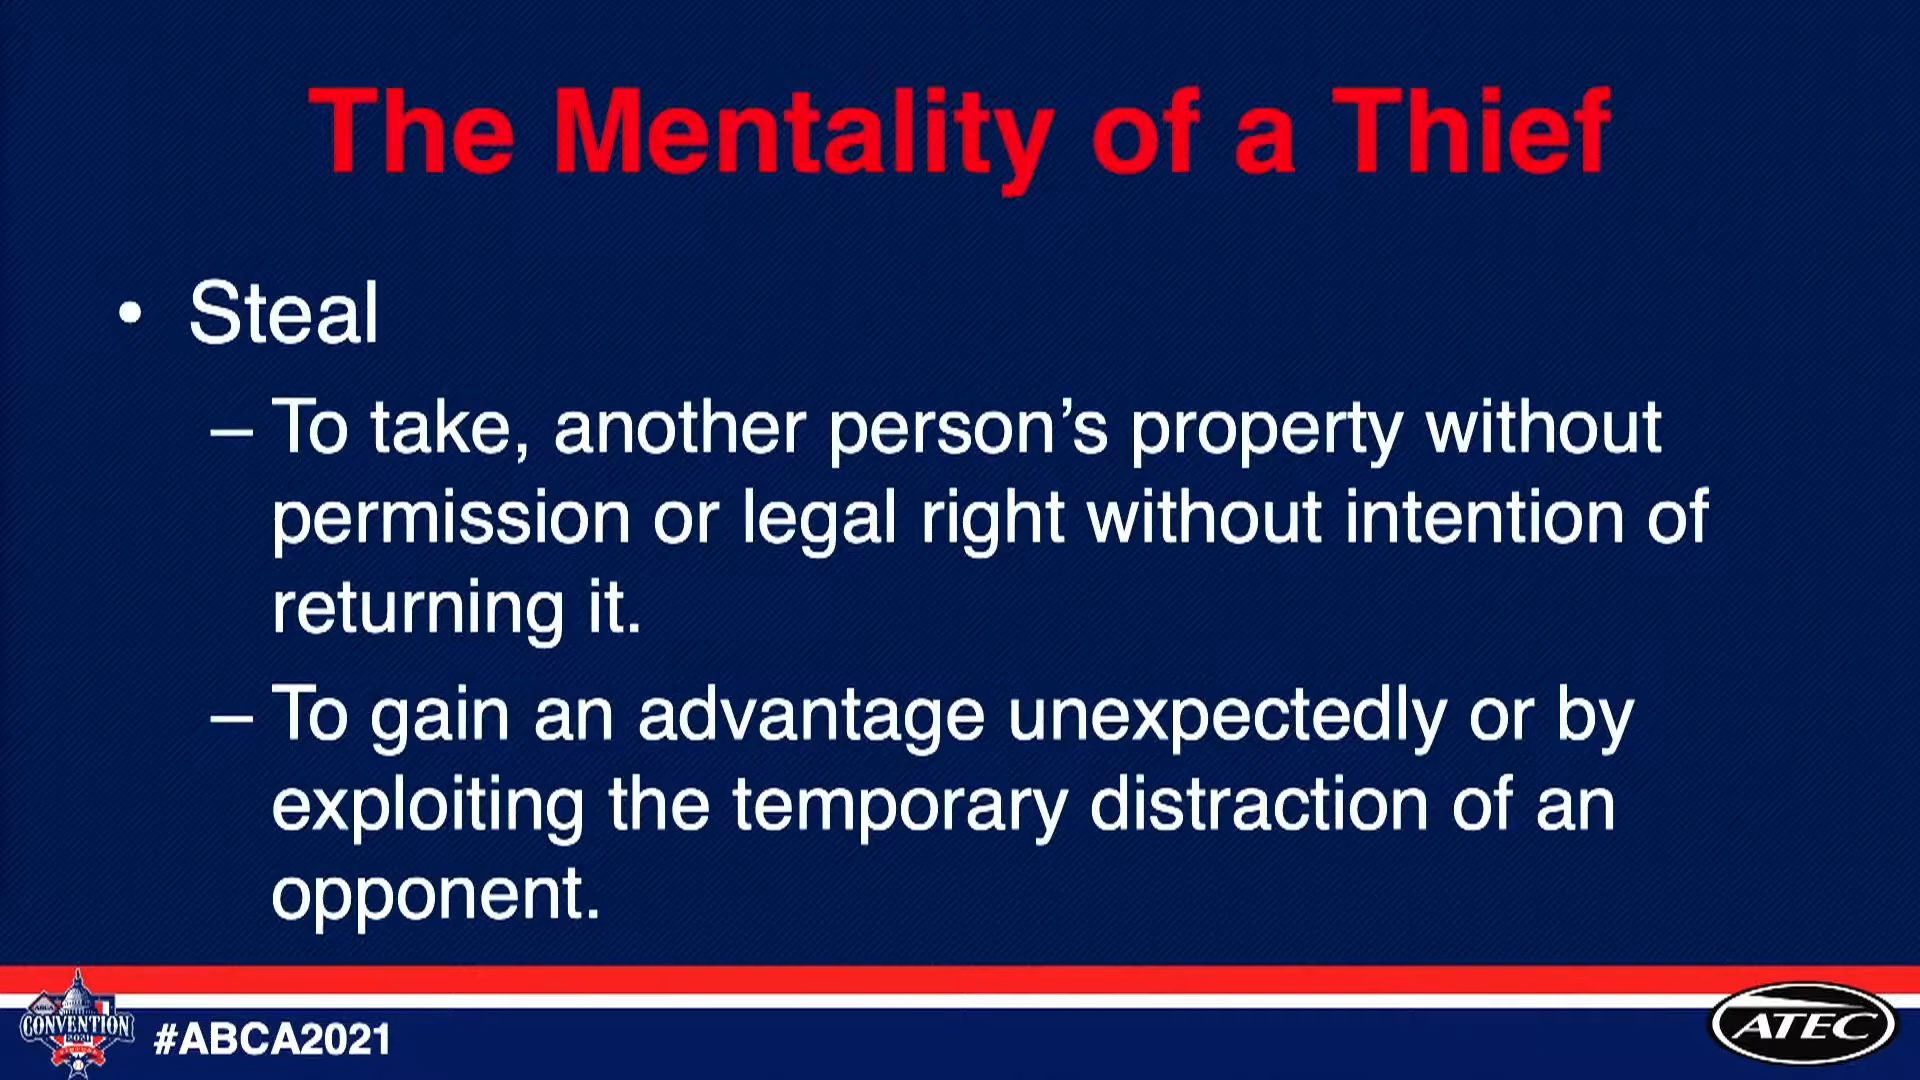 The Mentality of a Thief
• Steal
– To take, another person’s property without
permission or legal right without intention of
returning it.
– To gain an advantage unexpectedly or by
exploiting the temporary distraction of an
opponent.
ABCA
CONVENTION
2021
#ABCA2021
ATEC